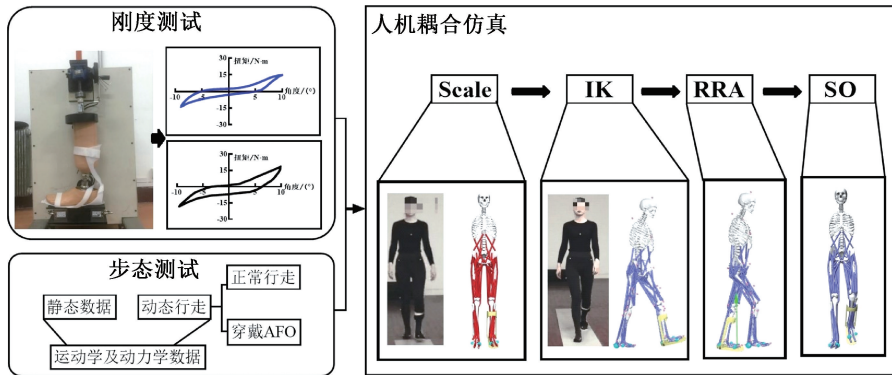 刚度测试
扭矩/N·m
30
15
-10
5
10
角度/(°)
-15
-30
扭矩/N·m
30
15
-10
-5
5
10
角度/(°)
-15
-30
步态测试
静态数据
动态行走
正常行走
穿戴AFO
运动学及动力学数据
人机耦合仿真
Scale
IK
RRA
SO